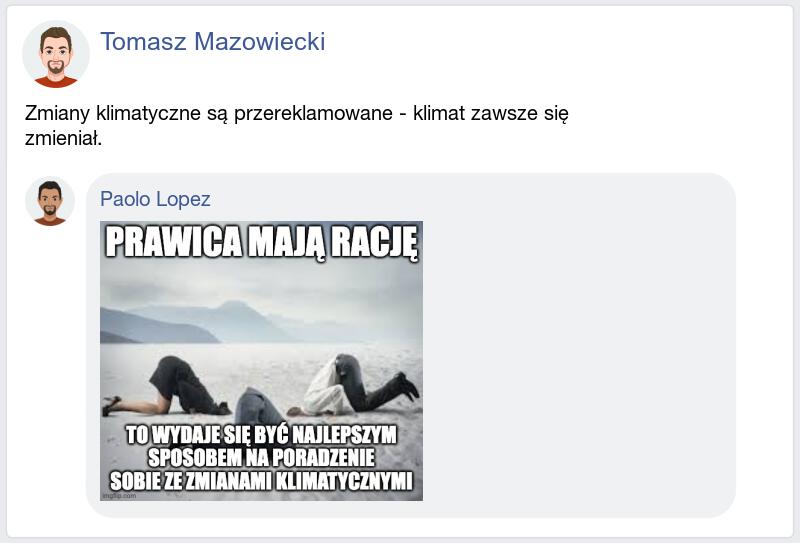 Tomasz Mazowiecki
Zmiany klimatyczne są przereklamowane - klimat zawsze się
zmieniał.
Paolo Lopez
PRAWICA MAJĄ RACJĘ
TO WYDAJE SIĘ BYĆ NAJLEPSZYM
SPOSOBEM NA PORADZENIE
SOBIE ZE ZMIANAMI KLIMATYCZNYMI
imgflip.com